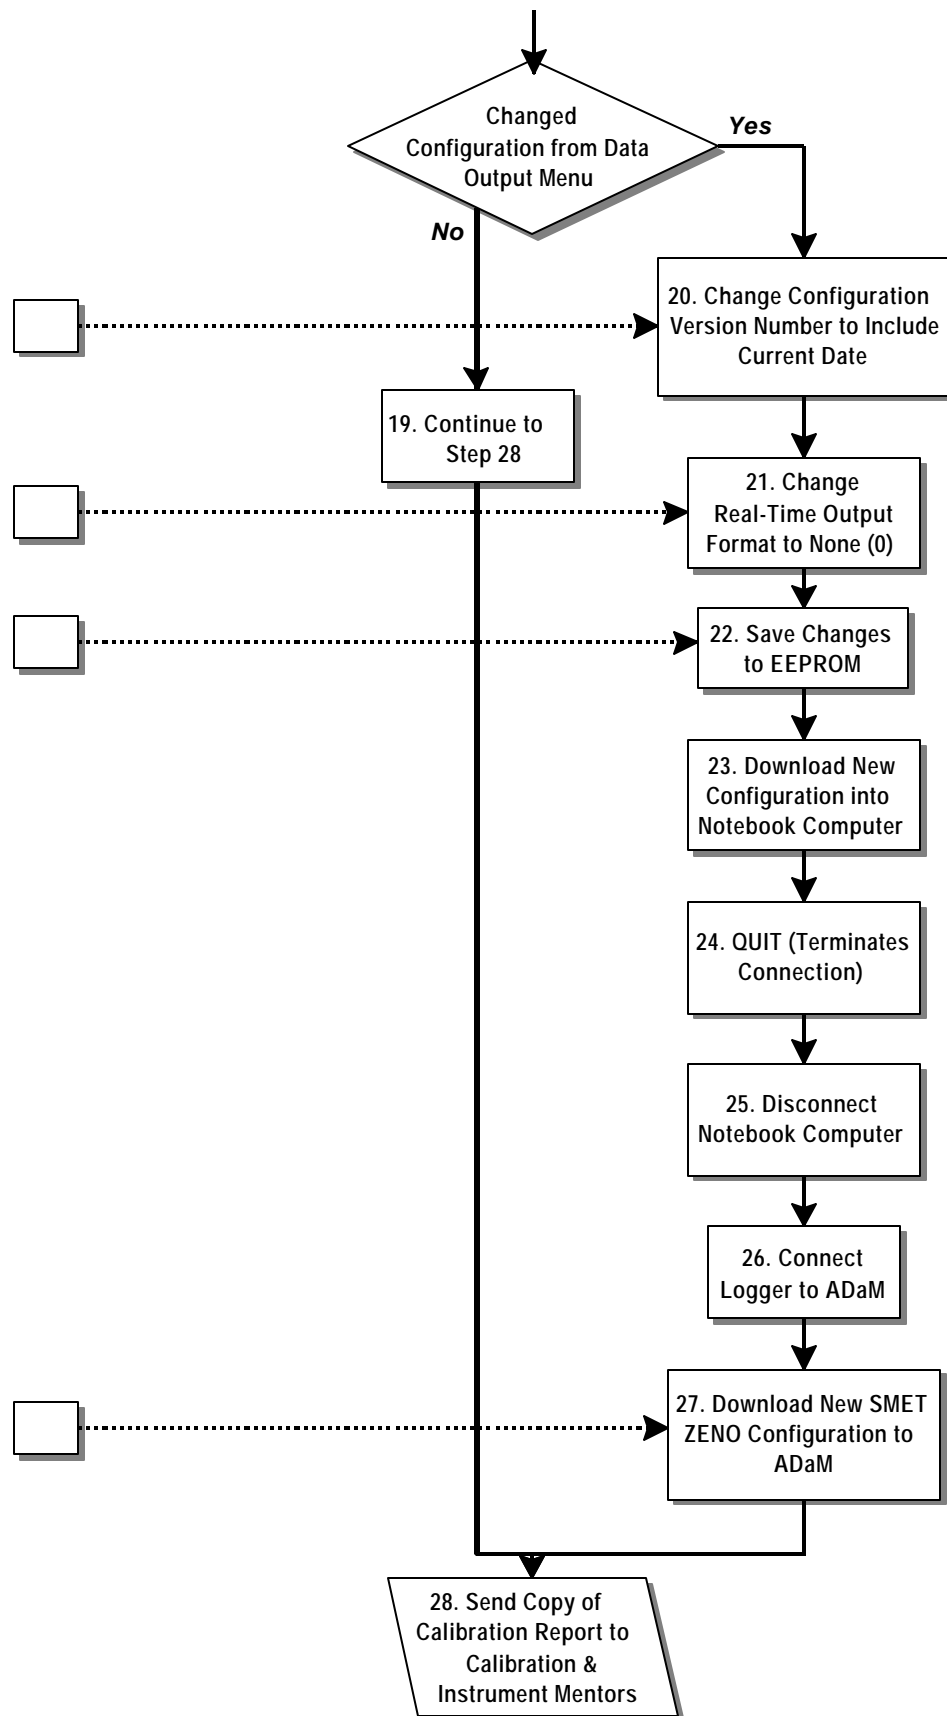 Changed
Configuration from Data
Output Menu
Yes
No
20. Change Configuration
Version Number to Include
Current Date
19. Continue to
Step 28
21. Change
Real-Time Output
Format to None (0)
22. Save Changes
to EEPROM
23. Download New
Configuration into
Notebook Computer
24. QUIT (Terminates
Connection)
25. Disconnect
Notebook Computer
26. Connect
Logger to ADaM
27. Download New SMET
ZENO Configuration to
ADaM
28. Send Copy of
Calibration Report to
Calibration &
Instrument Mentors